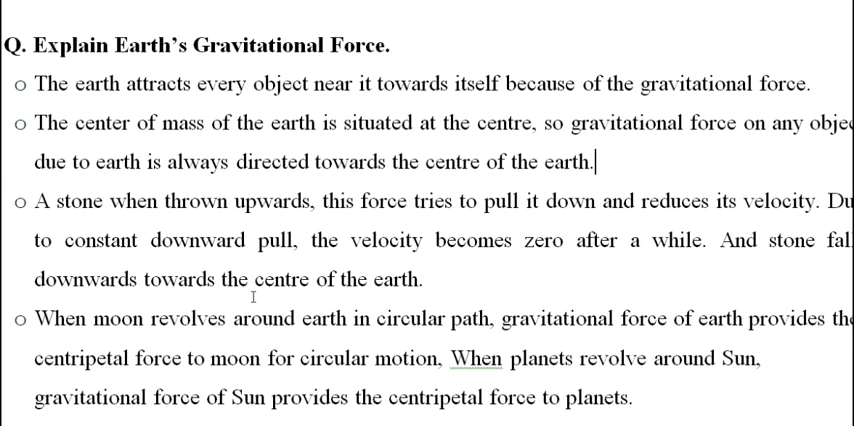 Q. Explain Earth's Gravitational Force.
o The earth attracts every object near it towards itself because of the gravitational force.
o The center of mass of the earth is situated at the centre, so gravitational force on any
due to earth is always directed towards the centre of the earth.
o A stone when thrown upwards, this force tries to pull it down and reduces its velocity.
to constant downward pull, the velocity becomes zero after a while. And stone
downwards towards the centre of the earth.
o When moon revolves around earth in circular path, gravitational force of earth provides
centripetal force to moon for circular motion, When planets revolve around Sun,
gravitational force of Sun provides the centripetal force to planets.